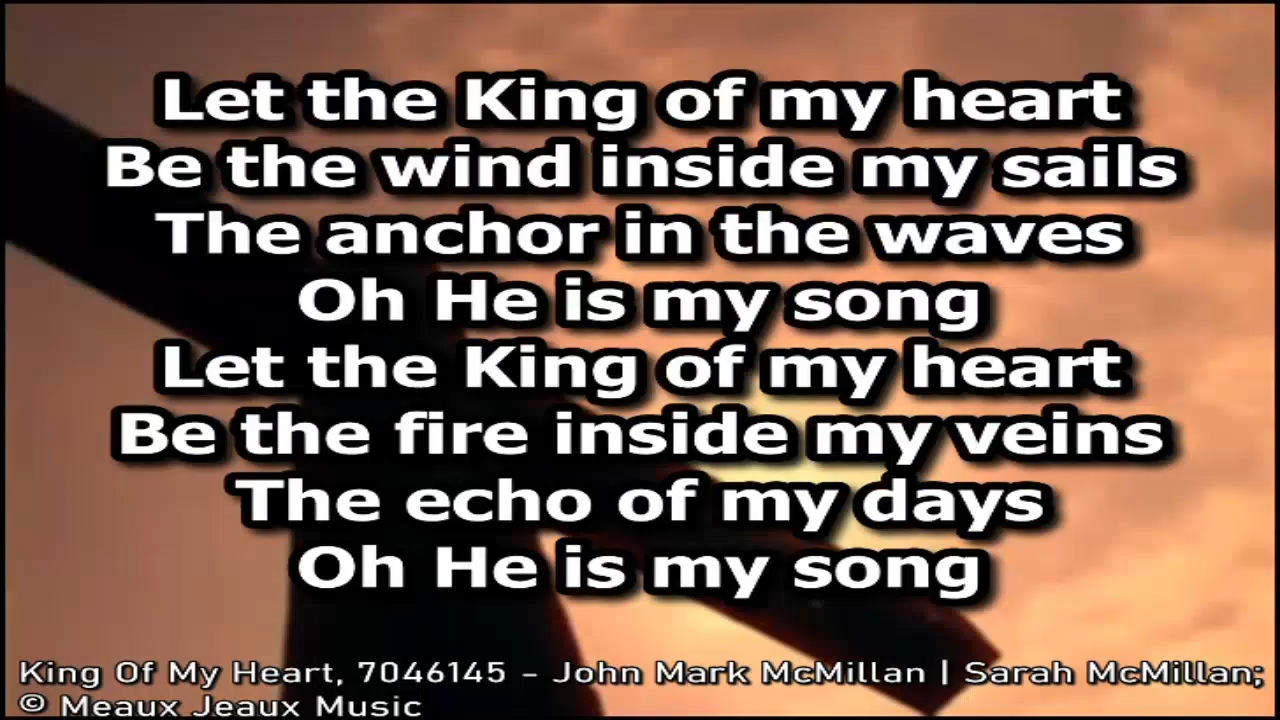 Let the King of my heart
Be the wind inside my sails
The anchor in the waves
Oh He is my song
Let the King of my heart
Be the fire inside my veins
The echo of my days
Oh He is my song
King Of My Heart, 7046145 - John Mark McMillan | Sarah McMillan;
© Meaux Jeaux Music